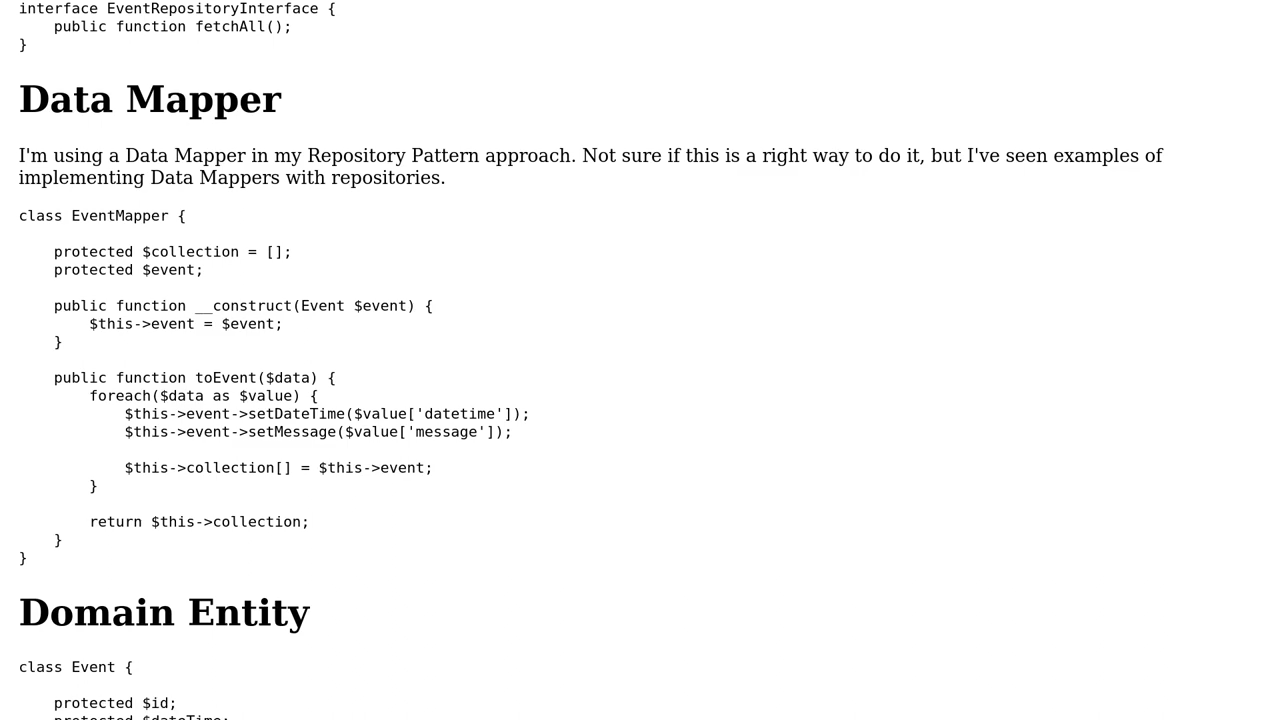 interface EventRepositoryInterface {
    public function fetchAll();
}
Data Mapper
I'm using a Data Mapper in my Repository Pattern approach. Not sure if this is a right way to do it, but I've seen examples of
implementing Data Mappers with repositories.
class EventMapper {
    protected $collection = [];
    protected $event;
    public function __construct(Event $event) {
        $this->event = $event;
    }
    public function toEvent($data) {
        foreach($data as $value) {
            $this->event->setDateTime($value['datetime']);
            $this->event->setMessage($value['message']);
            $this->collection[] = $this->event;
        }
        return $this->collection;
    }
}
Domain Entity
class Event {
    protected $id;
    protected $dateTime;